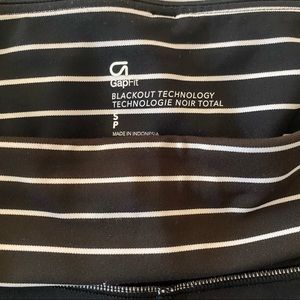 GapFit
BLACKOUT TECHNOLOGY
TECHNOLOGIE NOIR TOTAL
S
P
MADE IN INDONESIA